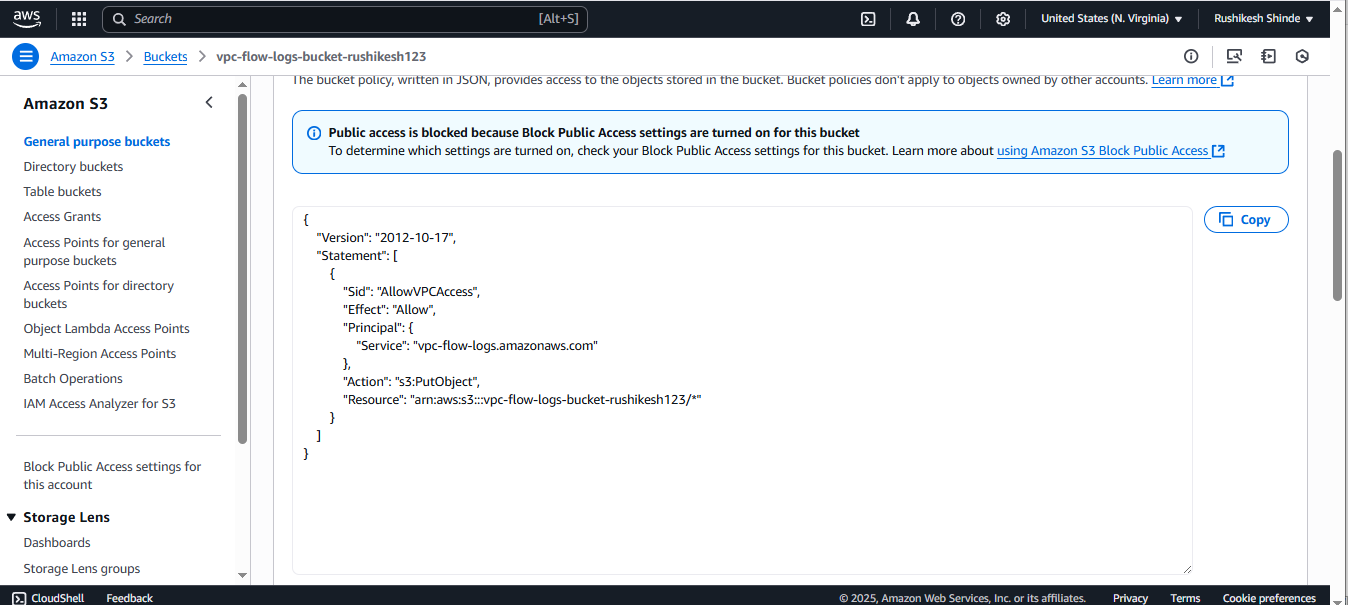 aws
Search
[Alt+S]
United States (N. Virginia)
Rushikesh Shinde
Amazon S3
Buckets
vpc-flow-logs-bucket-rushikesh123
Amazon S3
General purpose buckets
Directory buckets
Table buckets
Access Grants
Access Points for general
purpose buckets
Access Points for directory
buckets
Object Lambda Access Points
Multi-Region Access Points
Batch Operations
IAM Access Analyzer for S3
Block Public Access settings for
this account
Storage Lens
Dashboards
Storage Lens groups
The bucket policy, written in JSON, provides access to the objects stored in the bucket. Bucket policies don't apply to objects owned by other accounts. Learn more
Public access is blocked because Block Public Access settings are turned on for this bucket
To determine which settings are turned on, check your Block Public Access settings for this bucket. Learn more about using Amazon S3 Block Public Access
Copy
{
"Version": "2012-10-17",
"Statement": [
{
"Sid": "AllowVPCAccess",
"Effect": "Allow",
"Principal": {
"Service": "vpc-flow-logs.amazonaws.com"
},
"Action": "s3:PutObject",
"Resource": "arn:aws:s3:::vpc-flow-logs-bucket-rushikesh123/*"
}
]
}
CloudShell
Feedback
© 2025, Amazon Web Services, Inc. or its affiliates.
Privacy
Terms
Cookie preferences